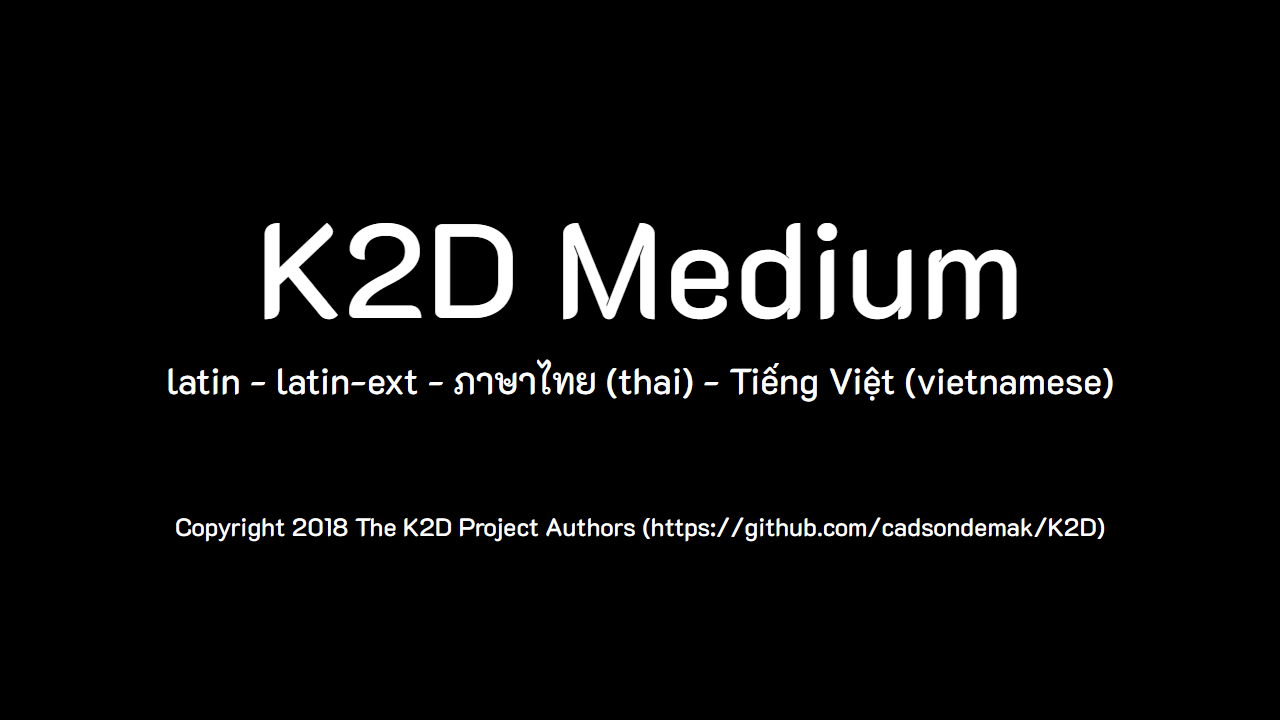 K2D Medium
latin - latin-ext - ภาษาไทย (thai) - Tiếng Việt (vietnamese)
Copyright 2018 The K2D Project Authors (https://github.com/cadsondemak/K2D)